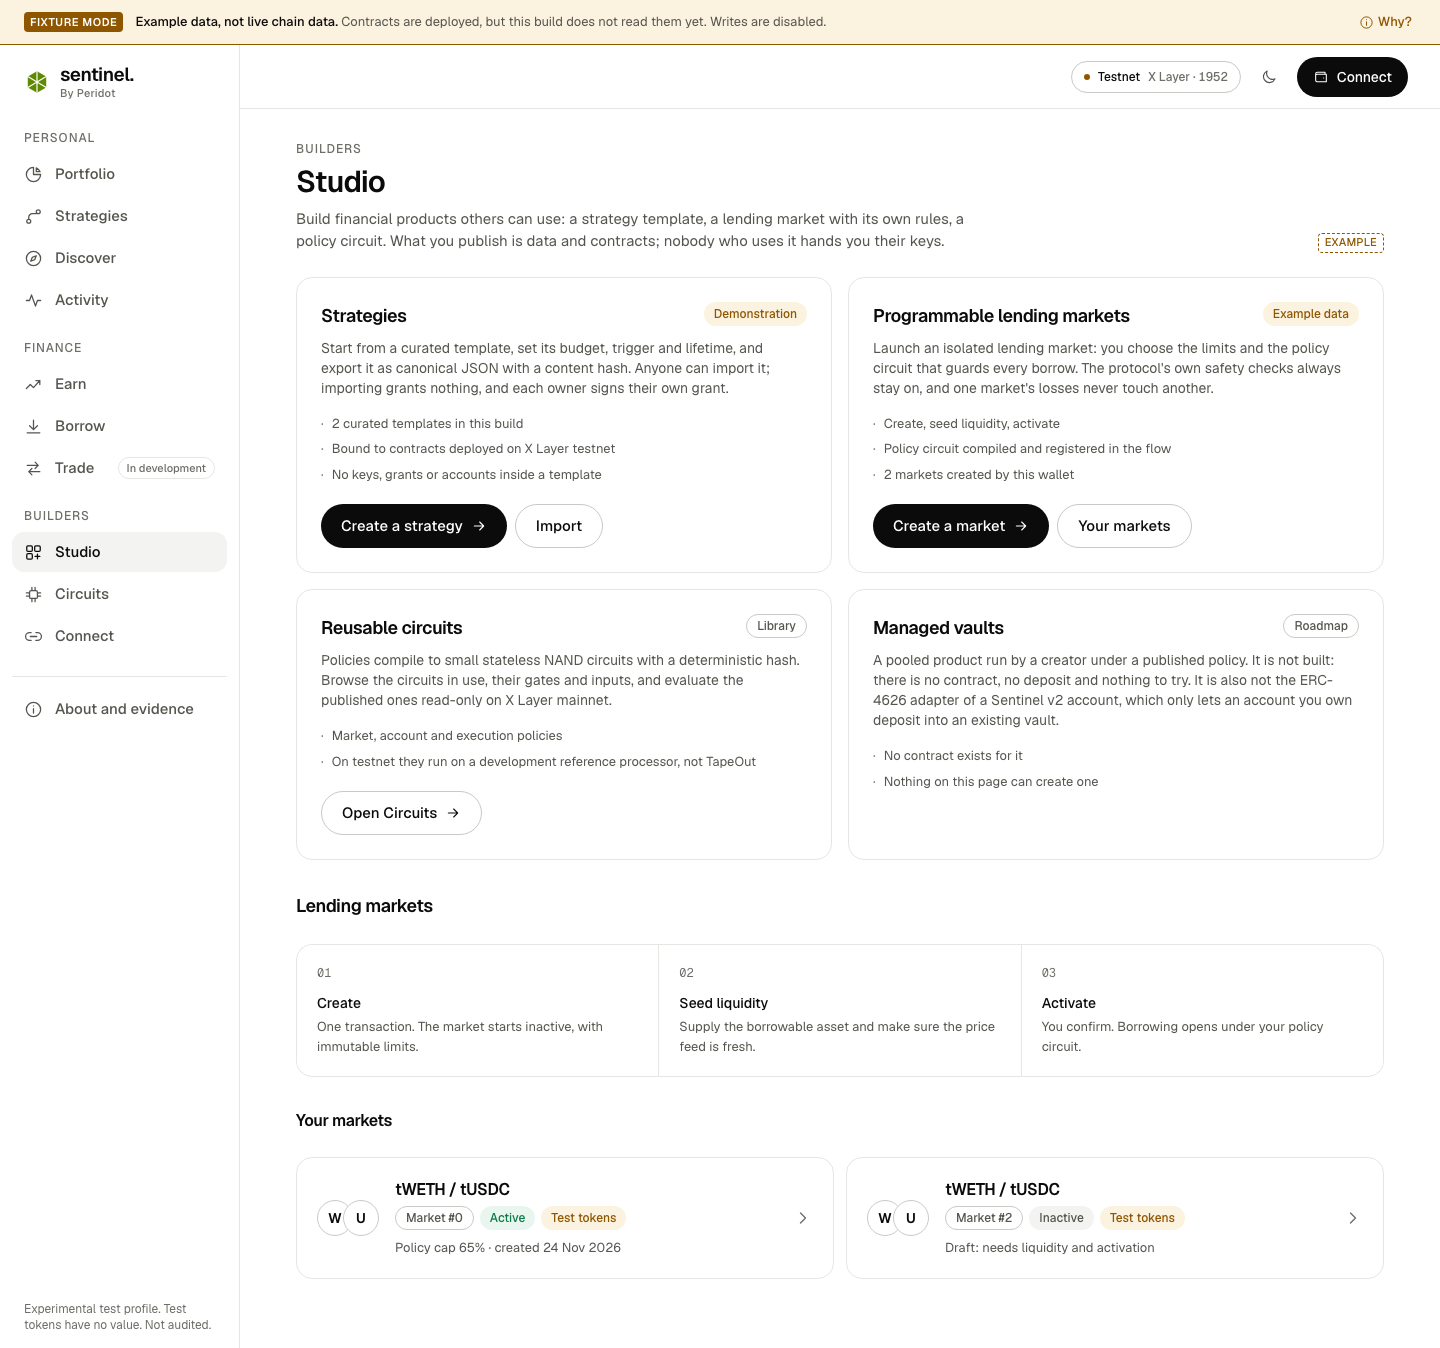 FIXTURE MODE Example data, not live chain data. Contracts are deployed, but this build does not read them yet. Writes are disabled. Why?
sentinel.
By Peridot
Testnet X Layer · 1952
Connect
PERSONAL
Portfolio
Strategies
Discover
Activity
FINANCE
Earn
Borrow
Trade In development
BUILDERS
Studio
Circuits
Connect
About and evidence
Experimental test profile. Test
tokens have no value. Not audited.
BUILDERS
Studio
Build financial products others can use: a strategy template, a lending market with its own rules, a
policy circuit. What you publish is data and contracts; nobody who uses it hands you their keys.
EXAMPLE
Strategies Demonstration
Start from a curated template, set its budget, trigger and lifetime, and
export it as canonical JSON with a content hash. Anyone can import it;
importing grants nothing, and each owner signs their own grant.
· 2 curated templates in this build
· Bound to contracts deployed on X Layer testnet
· No keys, grants or accounts inside a template
Create a strategy → Import
Programmable lending markets Example data
Launch an isolated lending market: you choose the limits and the policy
circuit that guards every borrow. The protocol's own safety checks always
stay on, and one market's losses never touch another.
· Create, seed liquidity, activate
· Policy circuit compiled and registered in the flow
· 2 markets created by this wallet
Create a market → Your markets
Reusable circuits Library
Policies compile to small stateless NAND circuits with a deterministic hash.
Browse the circuits in use, their gates and inputs, and evaluate the
published ones read-only on X Layer mainnet.
· Market, account and execution policies
· On testnet they run on a development reference processor, not TapeOut
Open Circuits →
Managed vaults Roadmap
A pooled product run by a creator under a published policy. It is not built:
there is no contract, no deposit and nothing to try. It is also not the ERC-
4626 adapter of a Sentinel v2 account, which only lets an account you own
deposit into an existing vault.
· No contract exists for it
· Nothing on this page can create one
Lending markets
01
Create
One transaction. The market starts inactive, with
immutable limits.
02
Seed liquidity
Supply the borrowable asset and make sure the price
feed is fresh.
03
Activate
You confirm. Borrowing opens under your policy
circuit.
Your markets
W U
tWETH / tUSDC
Market #0 Active Test tokens
Policy cap 65% · created 24 Nov 2026
W U
tWETH / tUSDC
Market #2 Inactive Test tokens
Draft: needs liquidity and activation